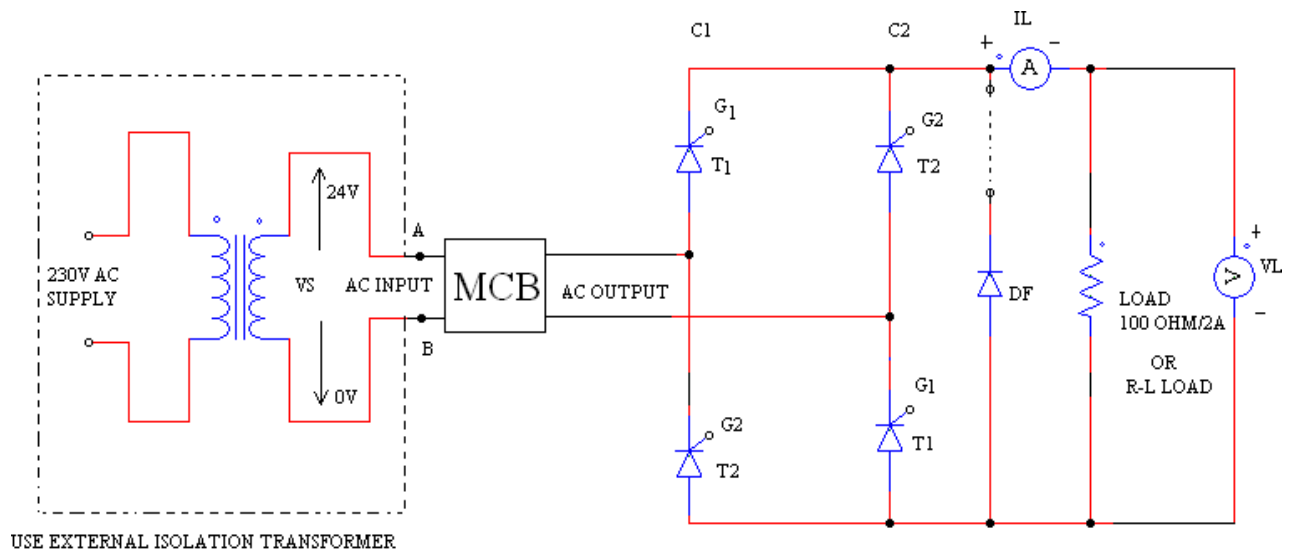 C1
C2
IL
+
−
A
G1
T1
G2
T2
24V
A
230V AC
SUPPLY
VS
AC INPUT
MCB
AC OUTPUT
DF
LOAD
100 OHM/2A
OR
R-L LOAD
+
V
VL
−
B
0V
G2
T2
G1
T1
USE EXTERNAL ISOLATION TRANSFORMER